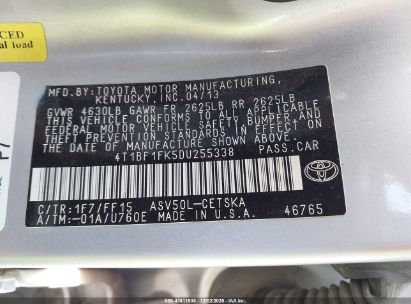 CED
al load
MFD.BY:TOYOTA MOTOR MANUFACTURING,
KENTUCKY,INC.04/13
GVWR 4630LB GAWR FR 2625LB RR 2625LB
THIS VEHICLE CONFORMS TO ALL APPLICABLE
FEDERAL MOTOR VEHICLE SAFETY,BUMPER,AND
THEFT PREVENTION STANDARDS IN EFFECT ON
THE DATE OF MANUFACTURE SHOWN ABOVE.
4T1BF1FK5DU255338 PASS.CAR
C/TR:1F7/FF15 ASV50L-CETSKA
A/TM:-01A/U760E MADE IN U.S.A. 46765
TOYOTA